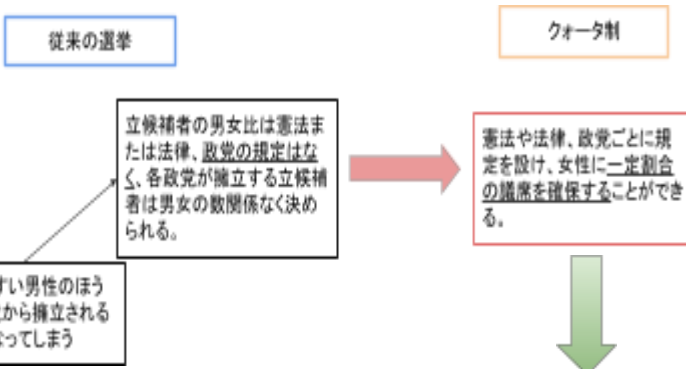 従来の選挙
クォータ制
立候補者の男女比は憲法ま
たは法律、政党の規定はな
く、各政党が擁立する立候補
者は男女の数関係なく決め
られる。
憲法や法律、政党ごとに規
定を設け、女性に一定割合
の議席を確保することができ
る。
すい男性のほう
から擁立される
なってしまう